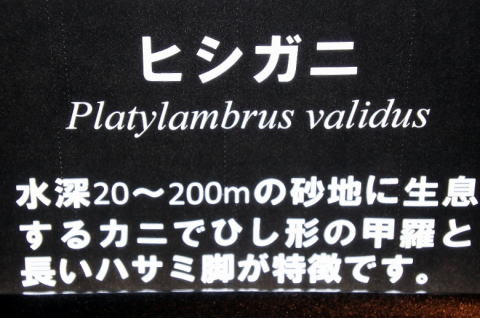 ヒシガニ
Platylambrus validus
水深20～200mの砂地に生息
するカニでひし形の甲羅と
長いハサミ脚が特徴です。